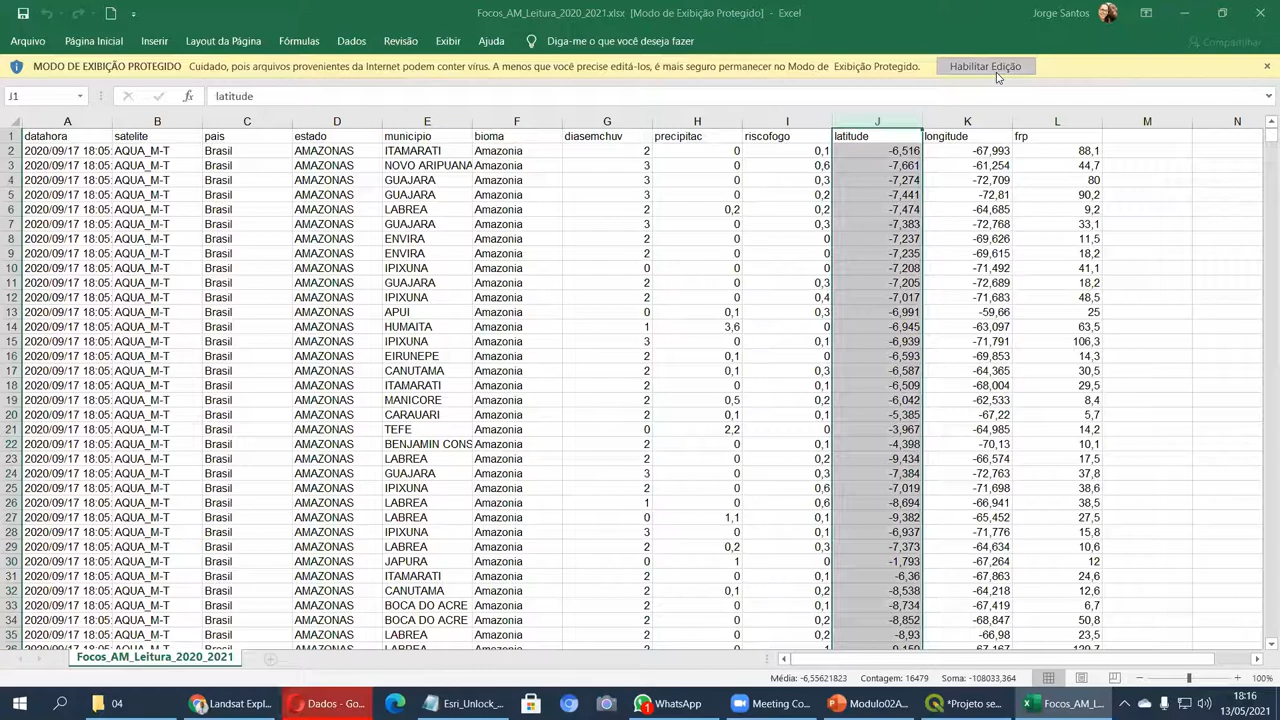 Focos_AM_Leitura_2020_2021.xlsx [Modo de Exibição Protegido] - Excel Jorge Santos
Arquivo Página Inicial Inserir Layout da Página Fórmulas Dados Revisão Exibir Ajuda Diga-me o que você deseja fazer Compartilhar
MODO DE EXIBIÇÃO PROTEGIDO Cuidado, pois arquivos provenientes da Internet podem conter vírus. A menos que você precise editá-los, é mais seguro permanecer no Modo de Exibição Protegido. Habilitar Edição
J1 fx latitude
A B C D E F G H I J K L M N
1 datahora satelite pais estado municipio bioma diasemchuv precipitac riscofogo latitude longitude frp
2 2020/09/17 18:05: AQUA_M-T Brasil AMAZONAS ITAMARATI Amazonia 2 0 0,1 -6,516 -67,993 88,1
3 2020/09/17 18:05: AQUA_M-T Brasil AMAZONAS NOVO ARIPUANA Amazonia 3 0 0,6 -7,661 -61,254 44,7
4 2020/09/17 18:05: AQUA_M-T Brasil AMAZONAS GUAJARA Amazonia 3 0 0,3 -7,274 -72,709 80
5 2020/09/17 18:05: AQUA_M-T Brasil AMAZONAS GUAJARA Amazonia 3 0 0,2 -7,441 -72,81 90,2
6 2020/09/17 18:05: AQUA_M-T Brasil AMAZONAS LABREA Amazonia 2 0,2 0,2 -7,474 -64,685 9,2
7 2020/09/17 18:05: AQUA_M-T Brasil AMAZONAS GUAJARA Amazonia 3 0 0,3 -7,383 -72,768 33,1
8 2020/09/17 18:05: AQUA_M-T Brasil AMAZONAS ENVIRA Amazonia 2 0 0 -7,237 -69,626 11,5
9 2020/09/17 18:05: AQUA_M-T Brasil AMAZONAS ENVIRA Amazonia 2 0 0 -7,235 -69,615 18,2
10 2020/09/17 18:05: AQUA_M-T Brasil AMAZONAS IPIXUNA Amazonia 0 0 0 -7,208 -71,492 41,1
11 2020/09/17 18:05: AQUA_M-T Brasil AMAZONAS GUAJARA Amazonia 2 0 0,3 -7,205 -72,689 18,2
12 2020/09/17 18:05: AQUA_M-T Brasil AMAZONAS IPIXUNA Amazonia 2 0 0,4 -7,017 -71,683 48,5
13 2020/09/17 18:05: AQUA_M-T Brasil AMAZONAS APUI Amazonia 0 0,1 0,3 -6,991 -59,66 25
14 2020/09/17 18:05: AQUA_M-T Brasil AMAZONAS HUMAITA Amazonia 1 3,6 0 -6,945 -63,097 63,5
15 2020/09/17 18:05: AQUA_M-T Brasil AMAZONAS IPIXUNA Amazonia 3 0 0,1 -6,939 -71,791 106,3
16 2020/09/17 18:05: AQUA_M-T Brasil AMAZONAS EIRUNEPE Amazonia 2 0,1 0 -6,593 -69,853 14,3
17 2020/09/17 18:05: AQUA_M-T Brasil AMAZONAS CANUTAMA Amazonia 2 0,1 0,3 -6,587 -64,365 30,5
18 2020/09/17 18:05: AQUA_M-T Brasil AMAZONAS ITAMARATI Amazonia 2 0 0,1 -6,509 -68,004 29,5
19 2020/09/17 18:05: AQUA_M-T Brasil AMAZONAS MANICORE Amazonia 2 0,5 0,2 -6,042 -62,533 8,4
20 2020/09/17 18:05: AQUA_M-T Brasil AMAZONAS CARAUARI Amazonia 2 0,1 0,1 -5,385 -67,22 5,7
21 2020/09/17 18:05: AQUA_M-T Brasil AMAZONAS TEFE Amazonia 0 2,2 0 -3,967 -64,985 14,2
22 2020/09/17 18:05: AQUA_M-T Brasil AMAZONAS BENJAMIN CONS Amazonia 2 0 0,1 -4,398 -70,13 10,1
23 2020/09/17 18:05: AQUA_M-T Brasil AMAZONAS LABREA Amazonia 2 0 0,2 -9,434 -66,574 17,5
24 2020/09/17 18:05: AQUA_M-T Brasil AMAZONAS GUAJARA Amazonia 3 0 0,3 -7,384 -72,763 37,8
25 2020/09/17 18:05: AQUA_M-T Brasil AMAZONAS IPIXUNA Amazonia 2 0 0,6 -7,019 -71,698 38,6
26 2020/09/17 18:05: AQUA_M-T Brasil AMAZONAS LABREA Amazonia 1 0 0,6 -8,694 -66,941 38,5
27 2020/09/17 18:05: AQUA_M-T Brasil AMAZONAS LABREA Amazonia 0 1,1 0,1 -9,382 -65,452 27,5
28 2020/09/17 18:05: AQUA_M-T Brasil AMAZONAS IPIXUNA Amazonia 3 0 0,1 -6,937 -71,776 15,8
29 2020/09/17 18:05: AQUA_M-T Brasil AMAZONAS LABREA Amazonia 2 0,2 0,3 -7,373 -64,634 10,6
30 2020/09/17 18:05: AQUA_M-T Brasil AMAZONAS JAPURA Amazonia 0 1 0 -1,793 -67,264 12
31 2020/09/17 18:05: AQUA_M-T Brasil AMAZONAS ITAMARATI Amazonia 2 0 0,1 -6,36 -67,863 24,6
32 2020/09/17 18:05: AQUA_M-T Brasil AMAZONAS CANUTAMA Amazonia 2 0,1 0,2 -8,538 -64,218 12,6
33 2020/09/17 18:05: AQUA_M-T Brasil AMAZONAS BOCA DO ACRE Amazonia 2 0 0,1 -8,734 -67,419 6,7
34 2020/09/17 18:05: AQUA_M-T Brasil AMAZONAS BOCA DO ACRE Amazonia 2 0 0,2 -8,852 -68,847 50,8
35 2020/09/17 18:05: AQUA_M-T Brasil AMAZONAS LABREA Amazonia 2 0 0,2 -8,93 -66,98 23,5
Focos_AM_Leitura_2020_2021
Média: -6,55621823 Contagem: 16479 Soma: -108033,364 100%
04 Landsat Expl... Dados - Go... Esri_Unlock_... 1 WhatsApp Meeting Co... Modulo02A... *Projeto se... Focos_AM_L... 18:16
13/05/2021